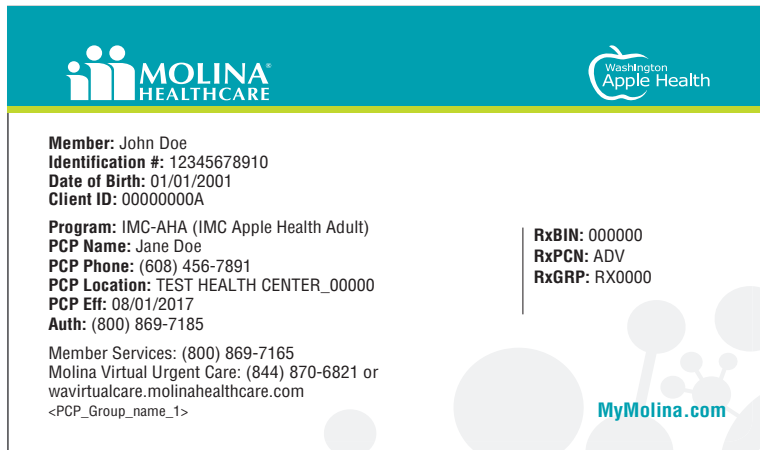 MOLINA®
HEALTHCARE
Washington
Apple Health
Member: John Doe
Identification #: 12345678910
Date of Birth: 01/01/2001
Client ID: 00000000A
Program: IMC-AHA (IMC Apple Health Adult)
PCP Name: Jane Doe
PCP Phone: (608) 456-7891
PCP Location: TEST HEALTH CENTER_00000
PCP Eff: 08/01/2017
Auth: (800) 869-7185
Member Services: (800) 869-7165
Molina Virtual Urgent Care: (844) 870-6821 or
wavirtualcare.molinahealthcare.com
<PCP_Group_name_1>
RxBIN: 000000
RxPCN: ADV
RxGRP: RX0000
MyMolina.com